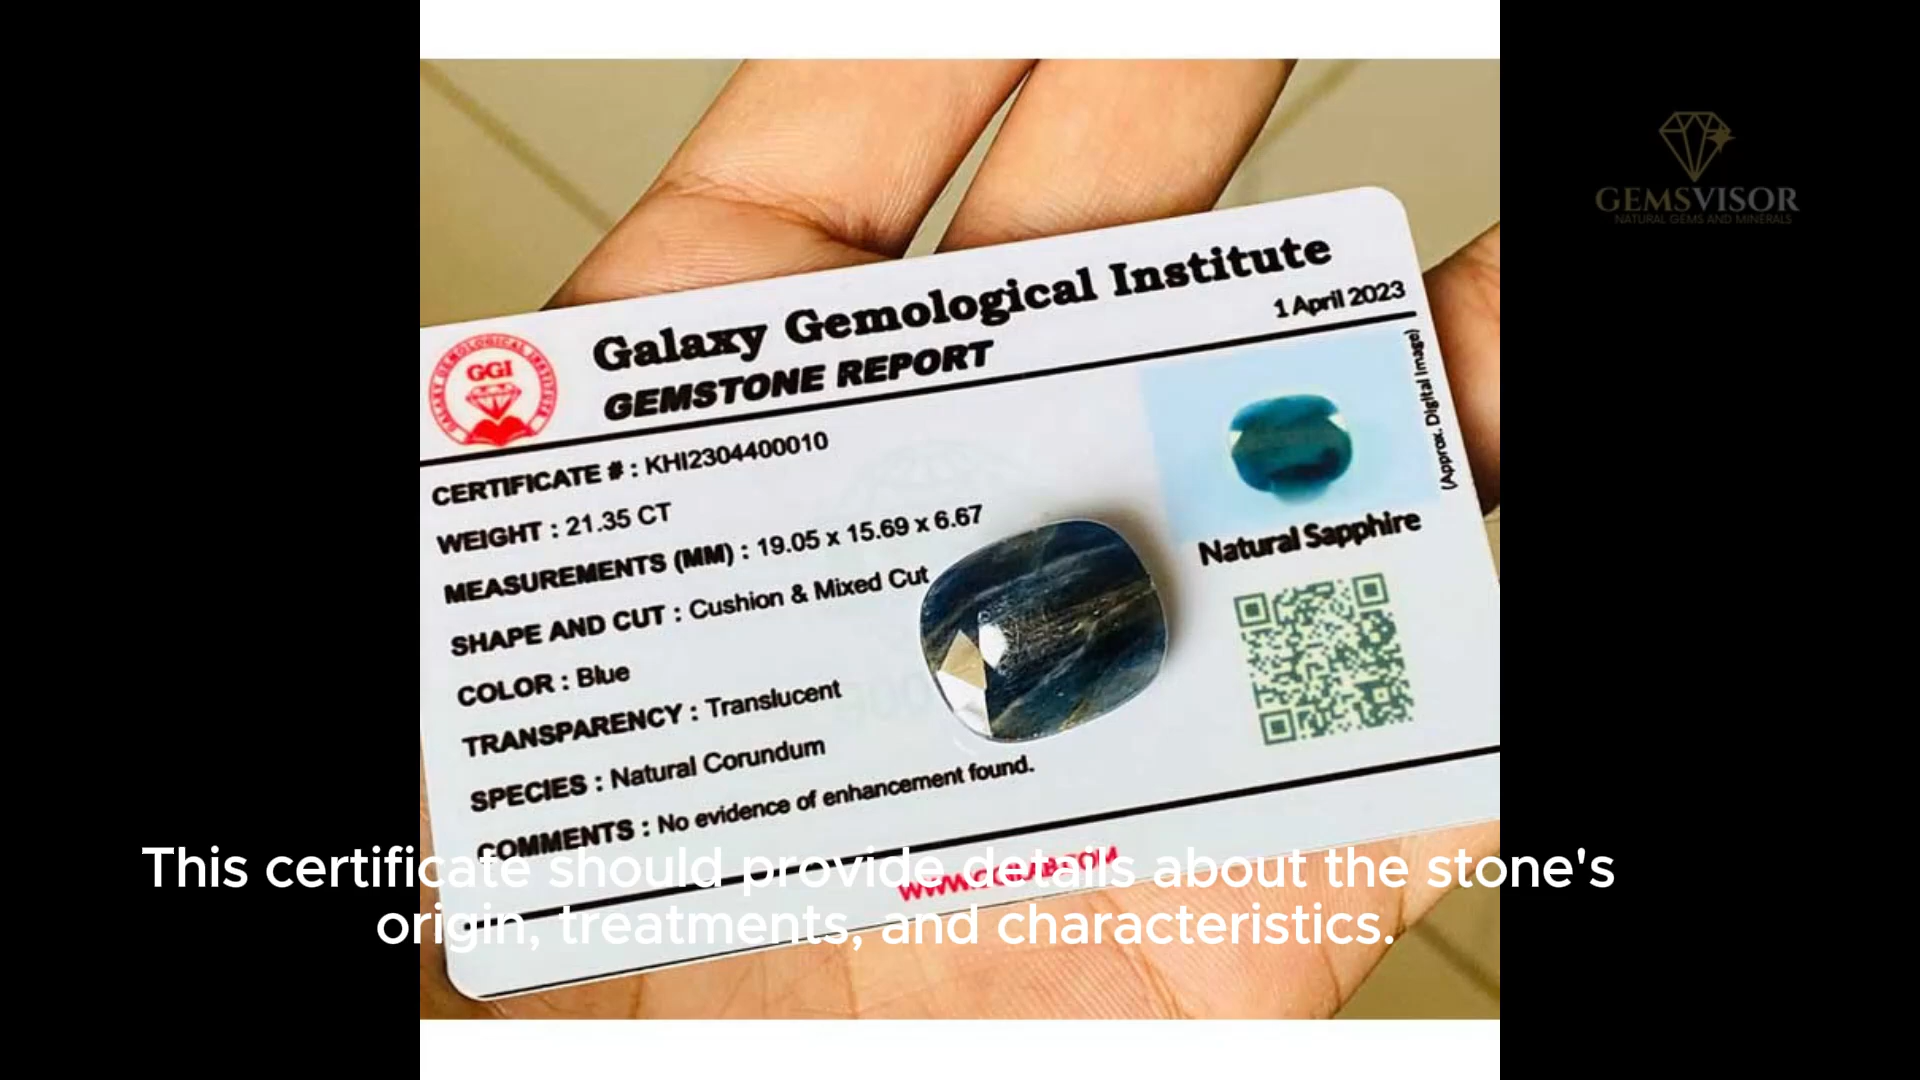 GEMSVISOR
NATURAL GEMS AND MINERALS
Galaxy Gemological Institute
1 April 2023
GEMSTONE REPORT
GALAXY GEMOLOGICAL INSTITUTE
GGI
CERTIFICATE # : KHI2304400010
WEIGHT : 21.35 CT
MEASUREMENTS (MM) : 19.05 x 15.69 x 6.67
SHAPE AND CUT : Cushion & Mixed Cut
COLOR : Blue
TRANSPARENCY : Translucent
SPECIES : Natural Corundum
COMMENTS : No evidence of enhancement found.
(Approx. Digital Image)
Natural Sapphire
This certificate should provide details about the stone's
origin, treatments, and characteristics.